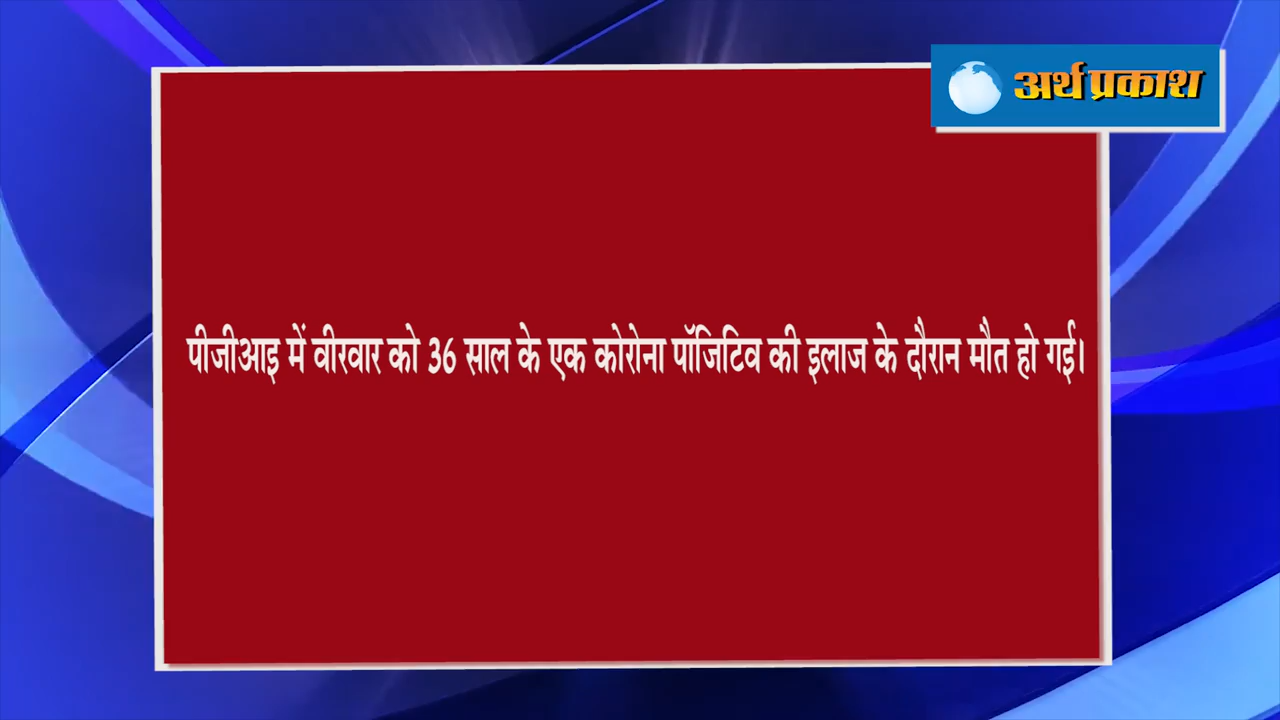 अर्थ प्रकाश
पीजीआइ में वीरवार को 36 साल के एक कोरोना पॉजिटिव की इलाज के दौरान मौत हो गई।